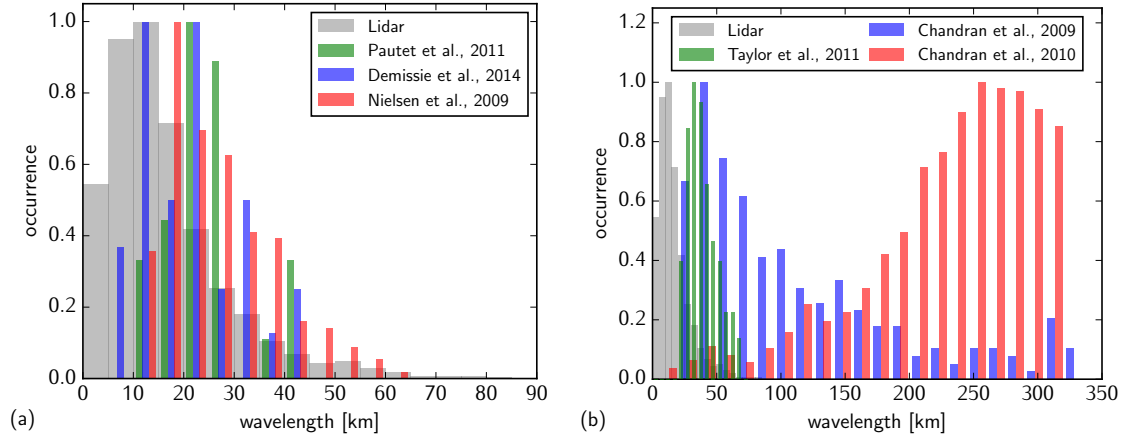 1.0
0.8
0.6
0.4
0.2
0.0
occurrence
0 10 20 30 40 50 60 70 80 90
wavelength [km]
Lidar
Pautet et al., 2011
Demissie et al., 2014
Nielsen et al., 2009
(a)
1.2
1.0
0.8
0.6
0.4
0.2
0.0
occurrence
0 50 100 150 200 250 300 350
wavelength [km]
Lidar
Taylor et al., 2011
Chandran et al., 2009
Chandran et al., 2010
(b)